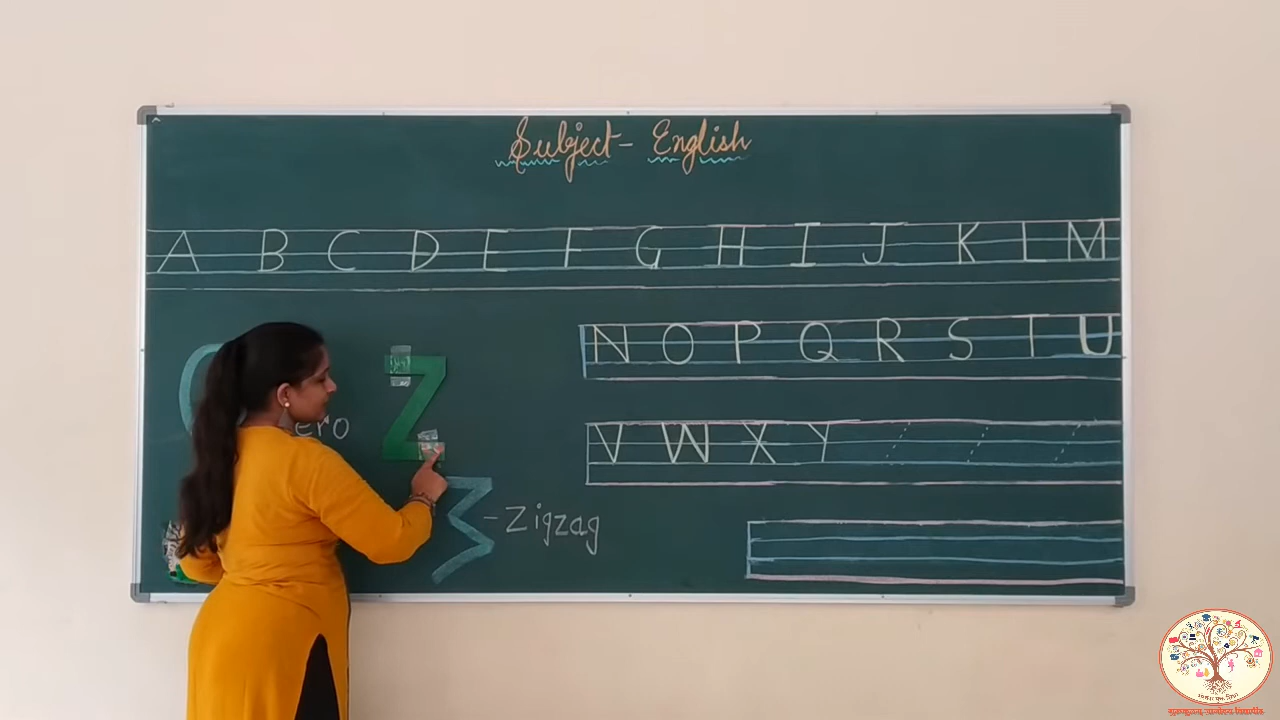 Subject - English
A B C D E F G H I J K L M
N O P Q R S T U
V W X Y
Z
ero
- Zigzag